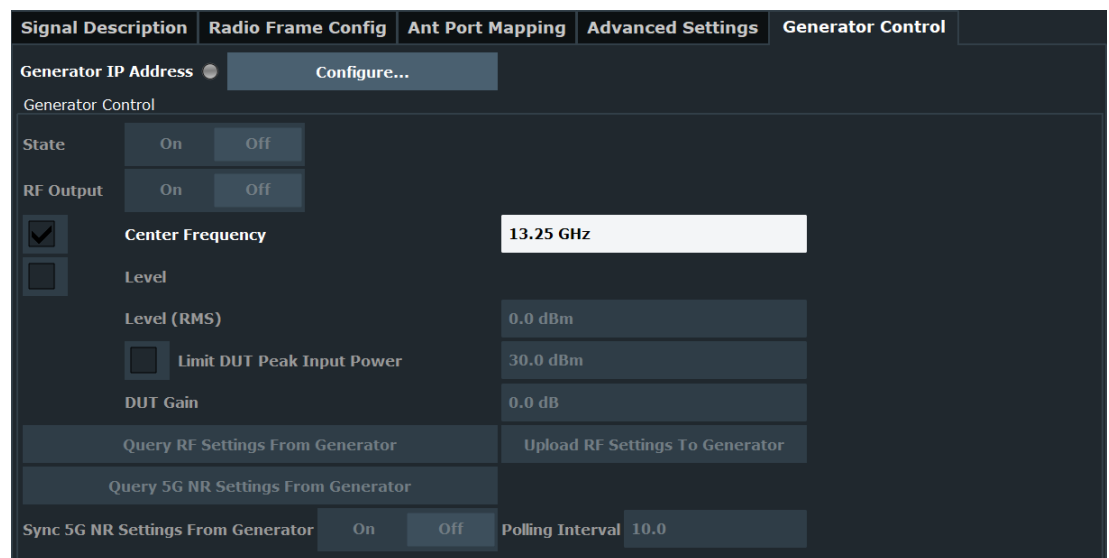 Signal Description Radio Frame Config Ant Port Mapping Advanced Settings Generator Control
Generator IP Address Configure...
Generator Control
State On Off
RF Output On Off
Center Frequency 13.25 GHz
Level
Level (RMS) 0.0 dBm
Limit DUT Peak Input Power 30.0 dBm
DUT Gain 0.0 dB
Query RF Settings From Generator Upload RF Settings To Generator
Query 5G NR Settings From Generator
Sync 5G NR Settings From Generator On Off Polling Interval 10.0